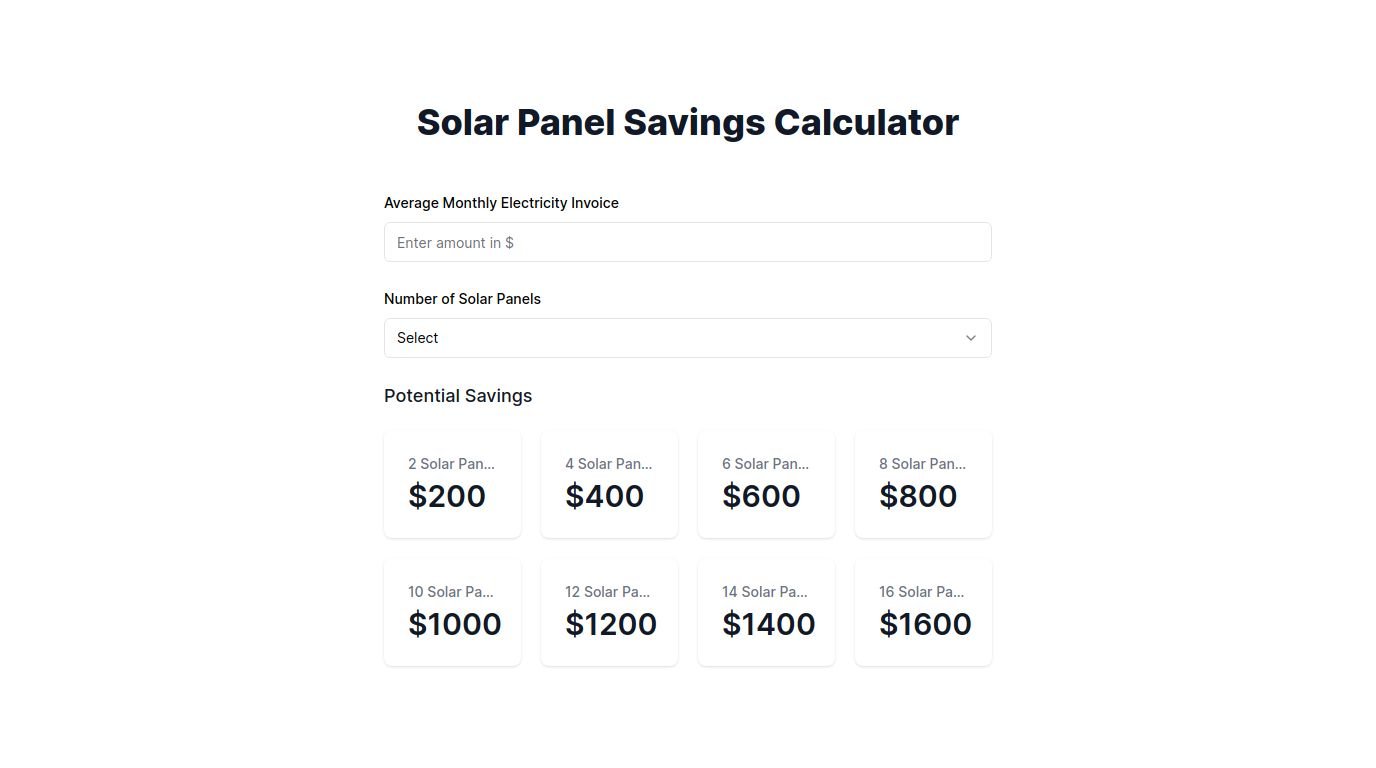 Solar Panel Savings Calculator
Average Monthly Electricity Invoice
Enter amount in $
Number of Solar Panels
Select
Potential Savings
2 Solar Pan... 4 Solar Pan... 6 Solar Pan... 8 Solar Pan...
$200 $400 $600 $800
10 Solar Pa... 12 Solar Pa... 14 Solar Pa... 16 Solar Pa...
$1000 $1200 $1400 $1600